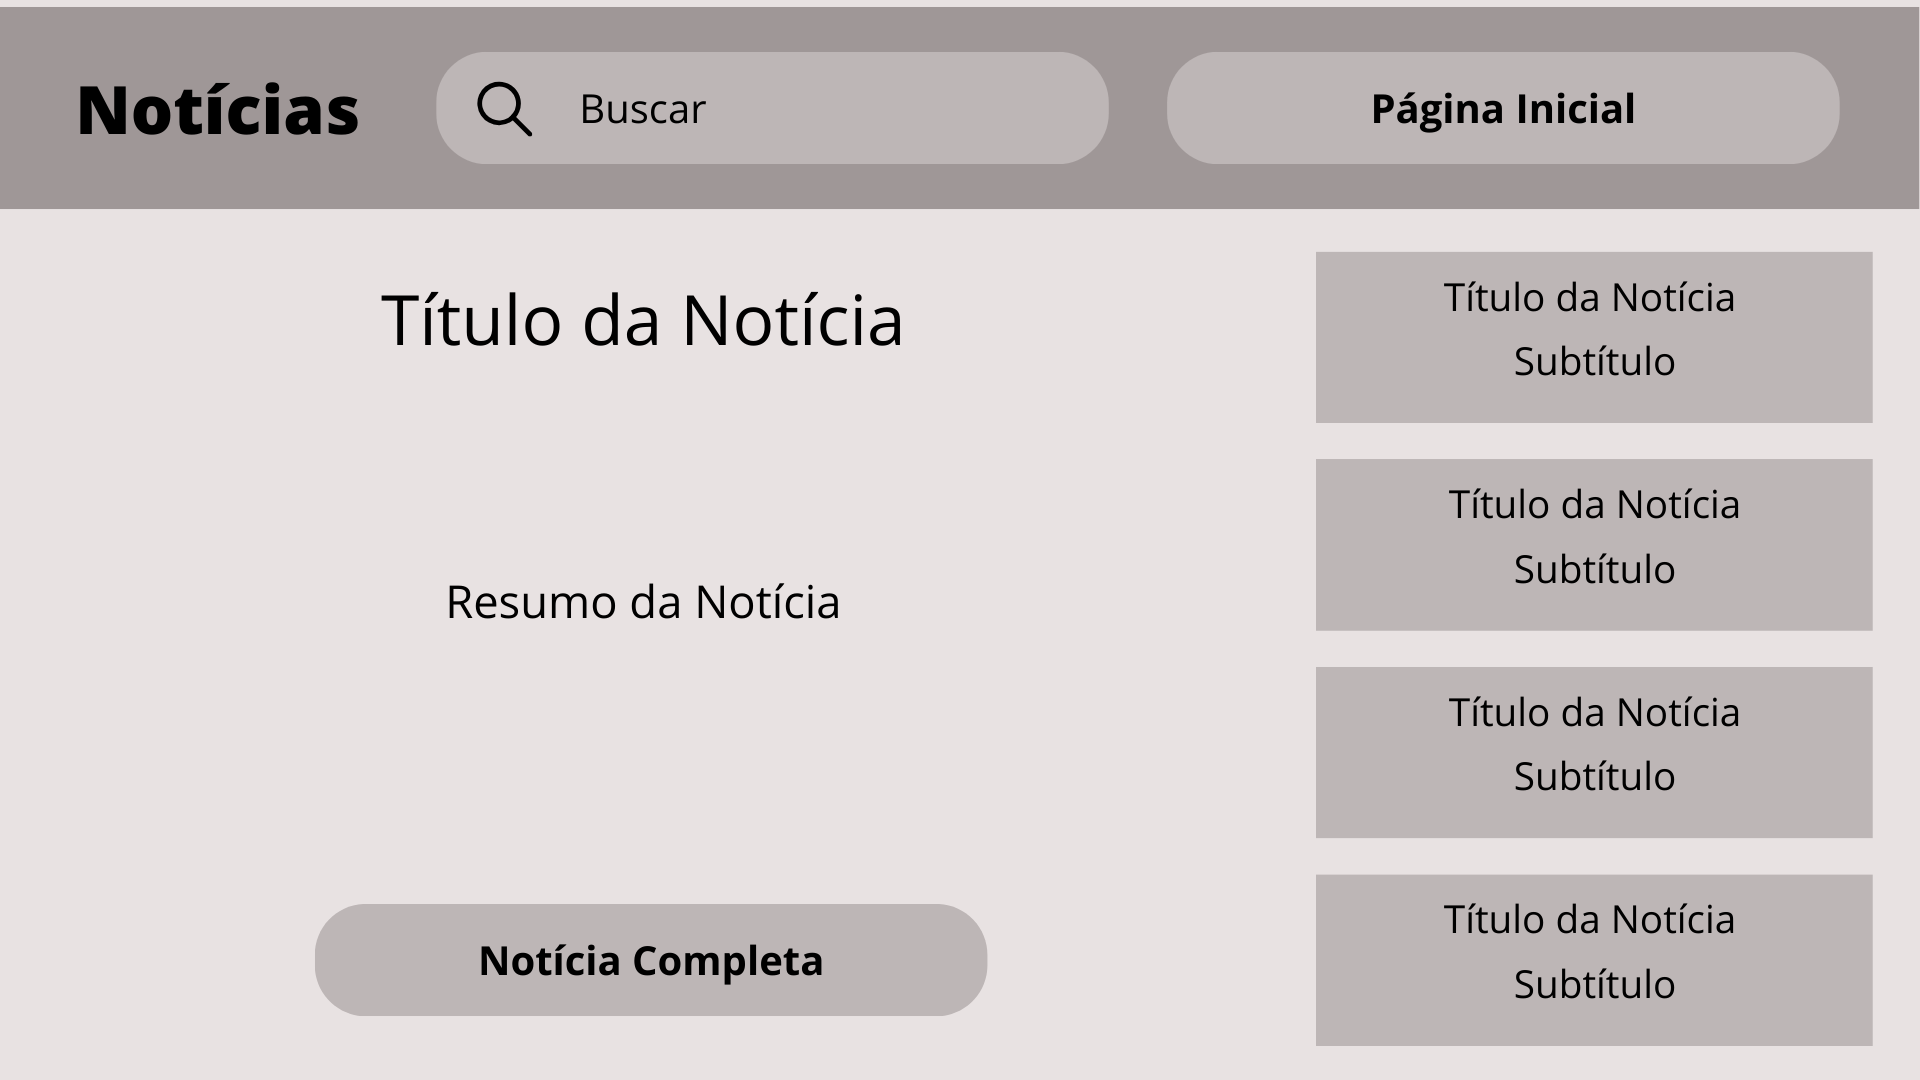 Notícias
Buscar
Página Inicial
Título da Notícia
Resumo da Notícia
Notícia Completa
Título da Notícia
Subtítulo
Título da Notícia
Subtítulo
Título da Notícia
Subtítulo
Título da Notícia
Subtítulo